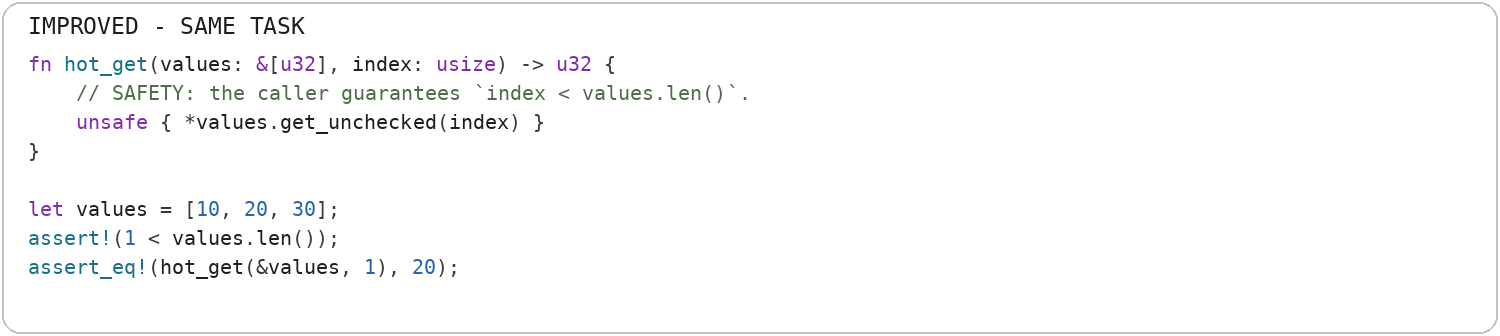 IMPROVED - SAME TASK
fn hot_get(values: &[u32], index: usize) -> u32 {
    // SAFETY: the caller guarantees `index < values.len()`.
    unsafe { *values.get_unchecked(index) }
}

let values = [10, 20, 30];
assert!(1 < values.len());
assert_eq!(hot_get(&values, 1), 20);